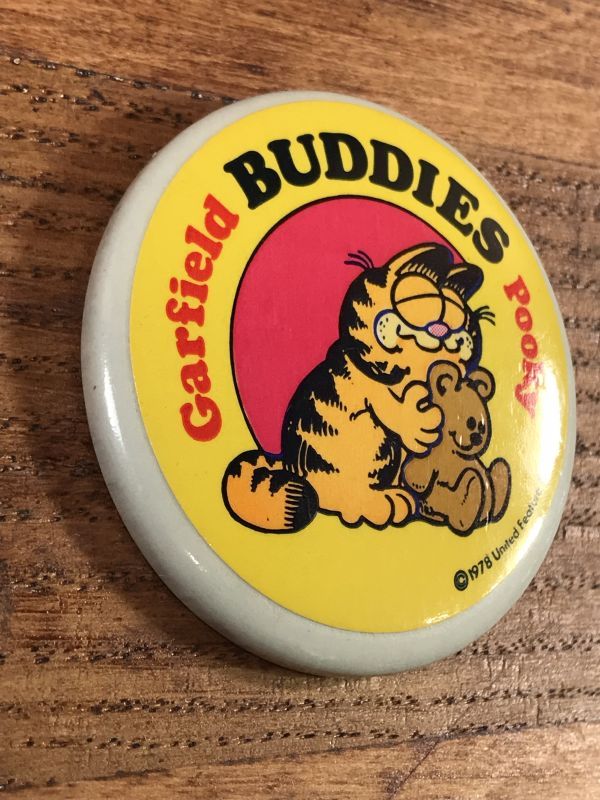 Garfield BUDDIES Pooky
©1978 United Feature